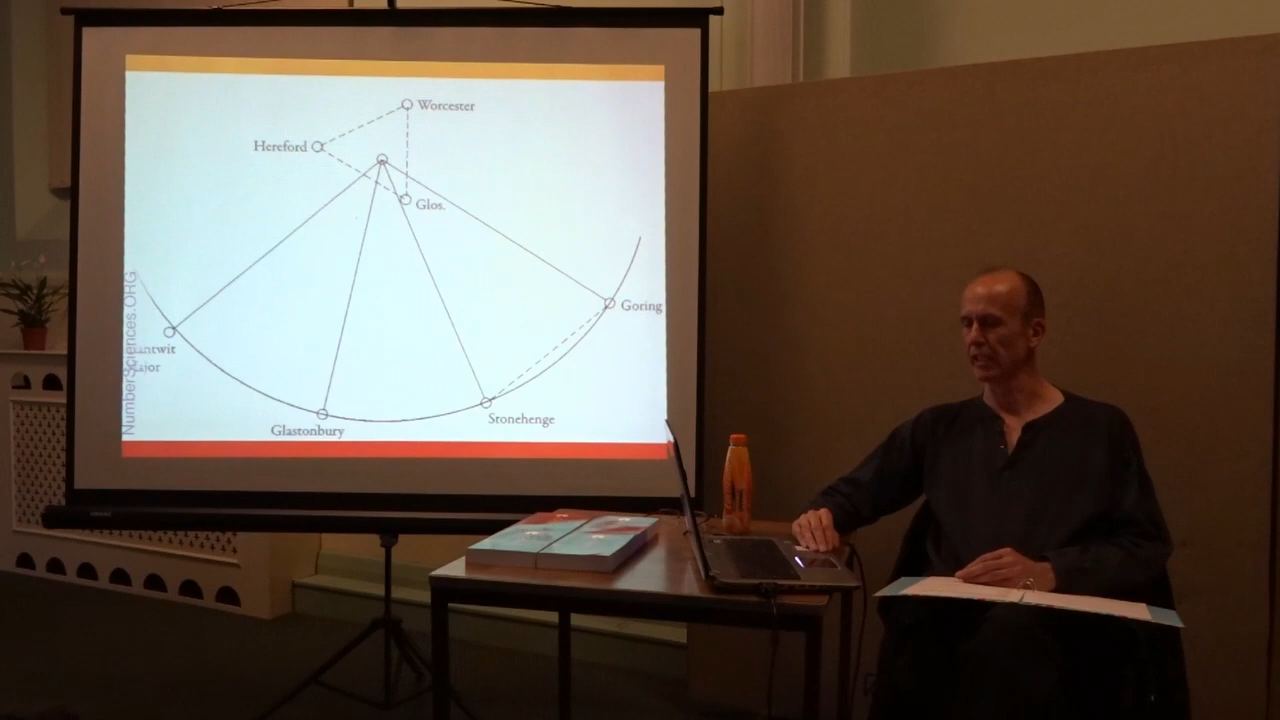 Worcester
Hereford
Glos.
Goring
Glastonbury
Stonehenge
NumberSciences.ORG